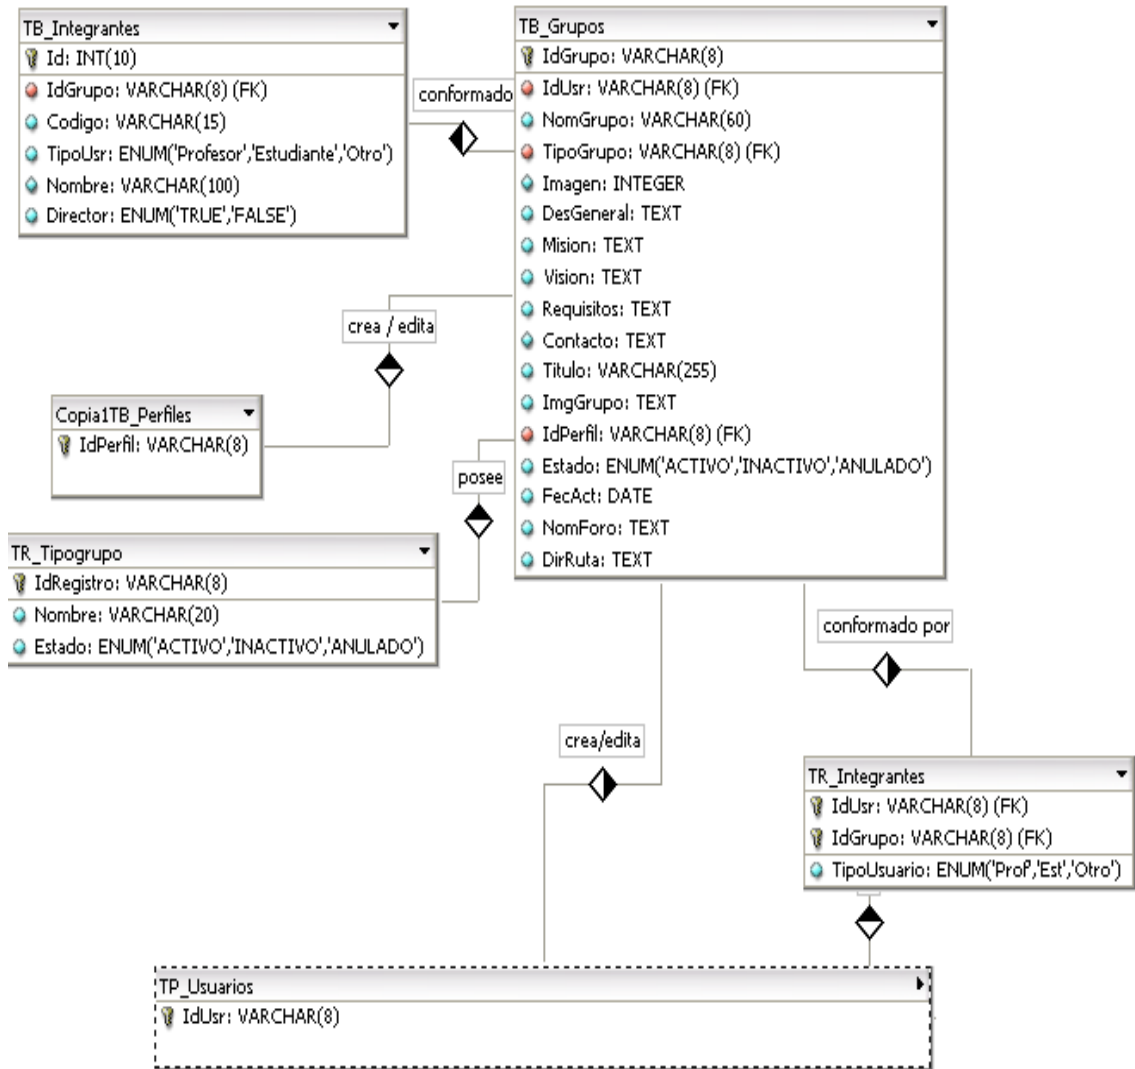 TB_Integrantes
Id: INT(10)
IdGrupo: VARCHAR(8) (FK)
Codigo: VARCHAR(15)
TipoUsr: ENUM('Profesor','Estudiante','Otro')
Nombre: VARCHAR(100)
Director: ENUM('TRUE','FALSE')
conformado
TB_Grupos
IdGrupo: VARCHAR(8)
IdUsr: VARCHAR(8) (FK)
NomGrupo: VARCHAR(60)
TipoGrupo: VARCHAR(8) (FK)
Imagen: INTEGER
DesGeneral: TEXT
Mision: TEXT
Vision: TEXT
Requisitos: TEXT
Contacto: TEXT
Titulo: VARCHAR(255)
ImgGrupo: TEXT
IdPerfil: VARCHAR(8) (FK)
Estado: ENUM('ACTIVO','INACTIVO','ANULADO')
FecAct: DATE
NomForo: TEXT
DirRuta: TEXT
crea / edita
Copia1TB_Perfiles
IdPerfil: VARCHAR(8)
posee
TR_Tipogrupo
IdRegistro: VARCHAR(8)
Nombre: VARCHAR(20)
Estado: ENUM('ACTIVO','INACTIVO','ANULADO')
conformado por
crea/edita
TR_Integrantes
IdUsr: VARCHAR(8) (FK)
IdGrupo: VARCHAR(8) (FK)
TipoUsuario: ENUM('Prof','Est','Otro')
TP_Usuarios
IdUsr: VARCHAR(8)